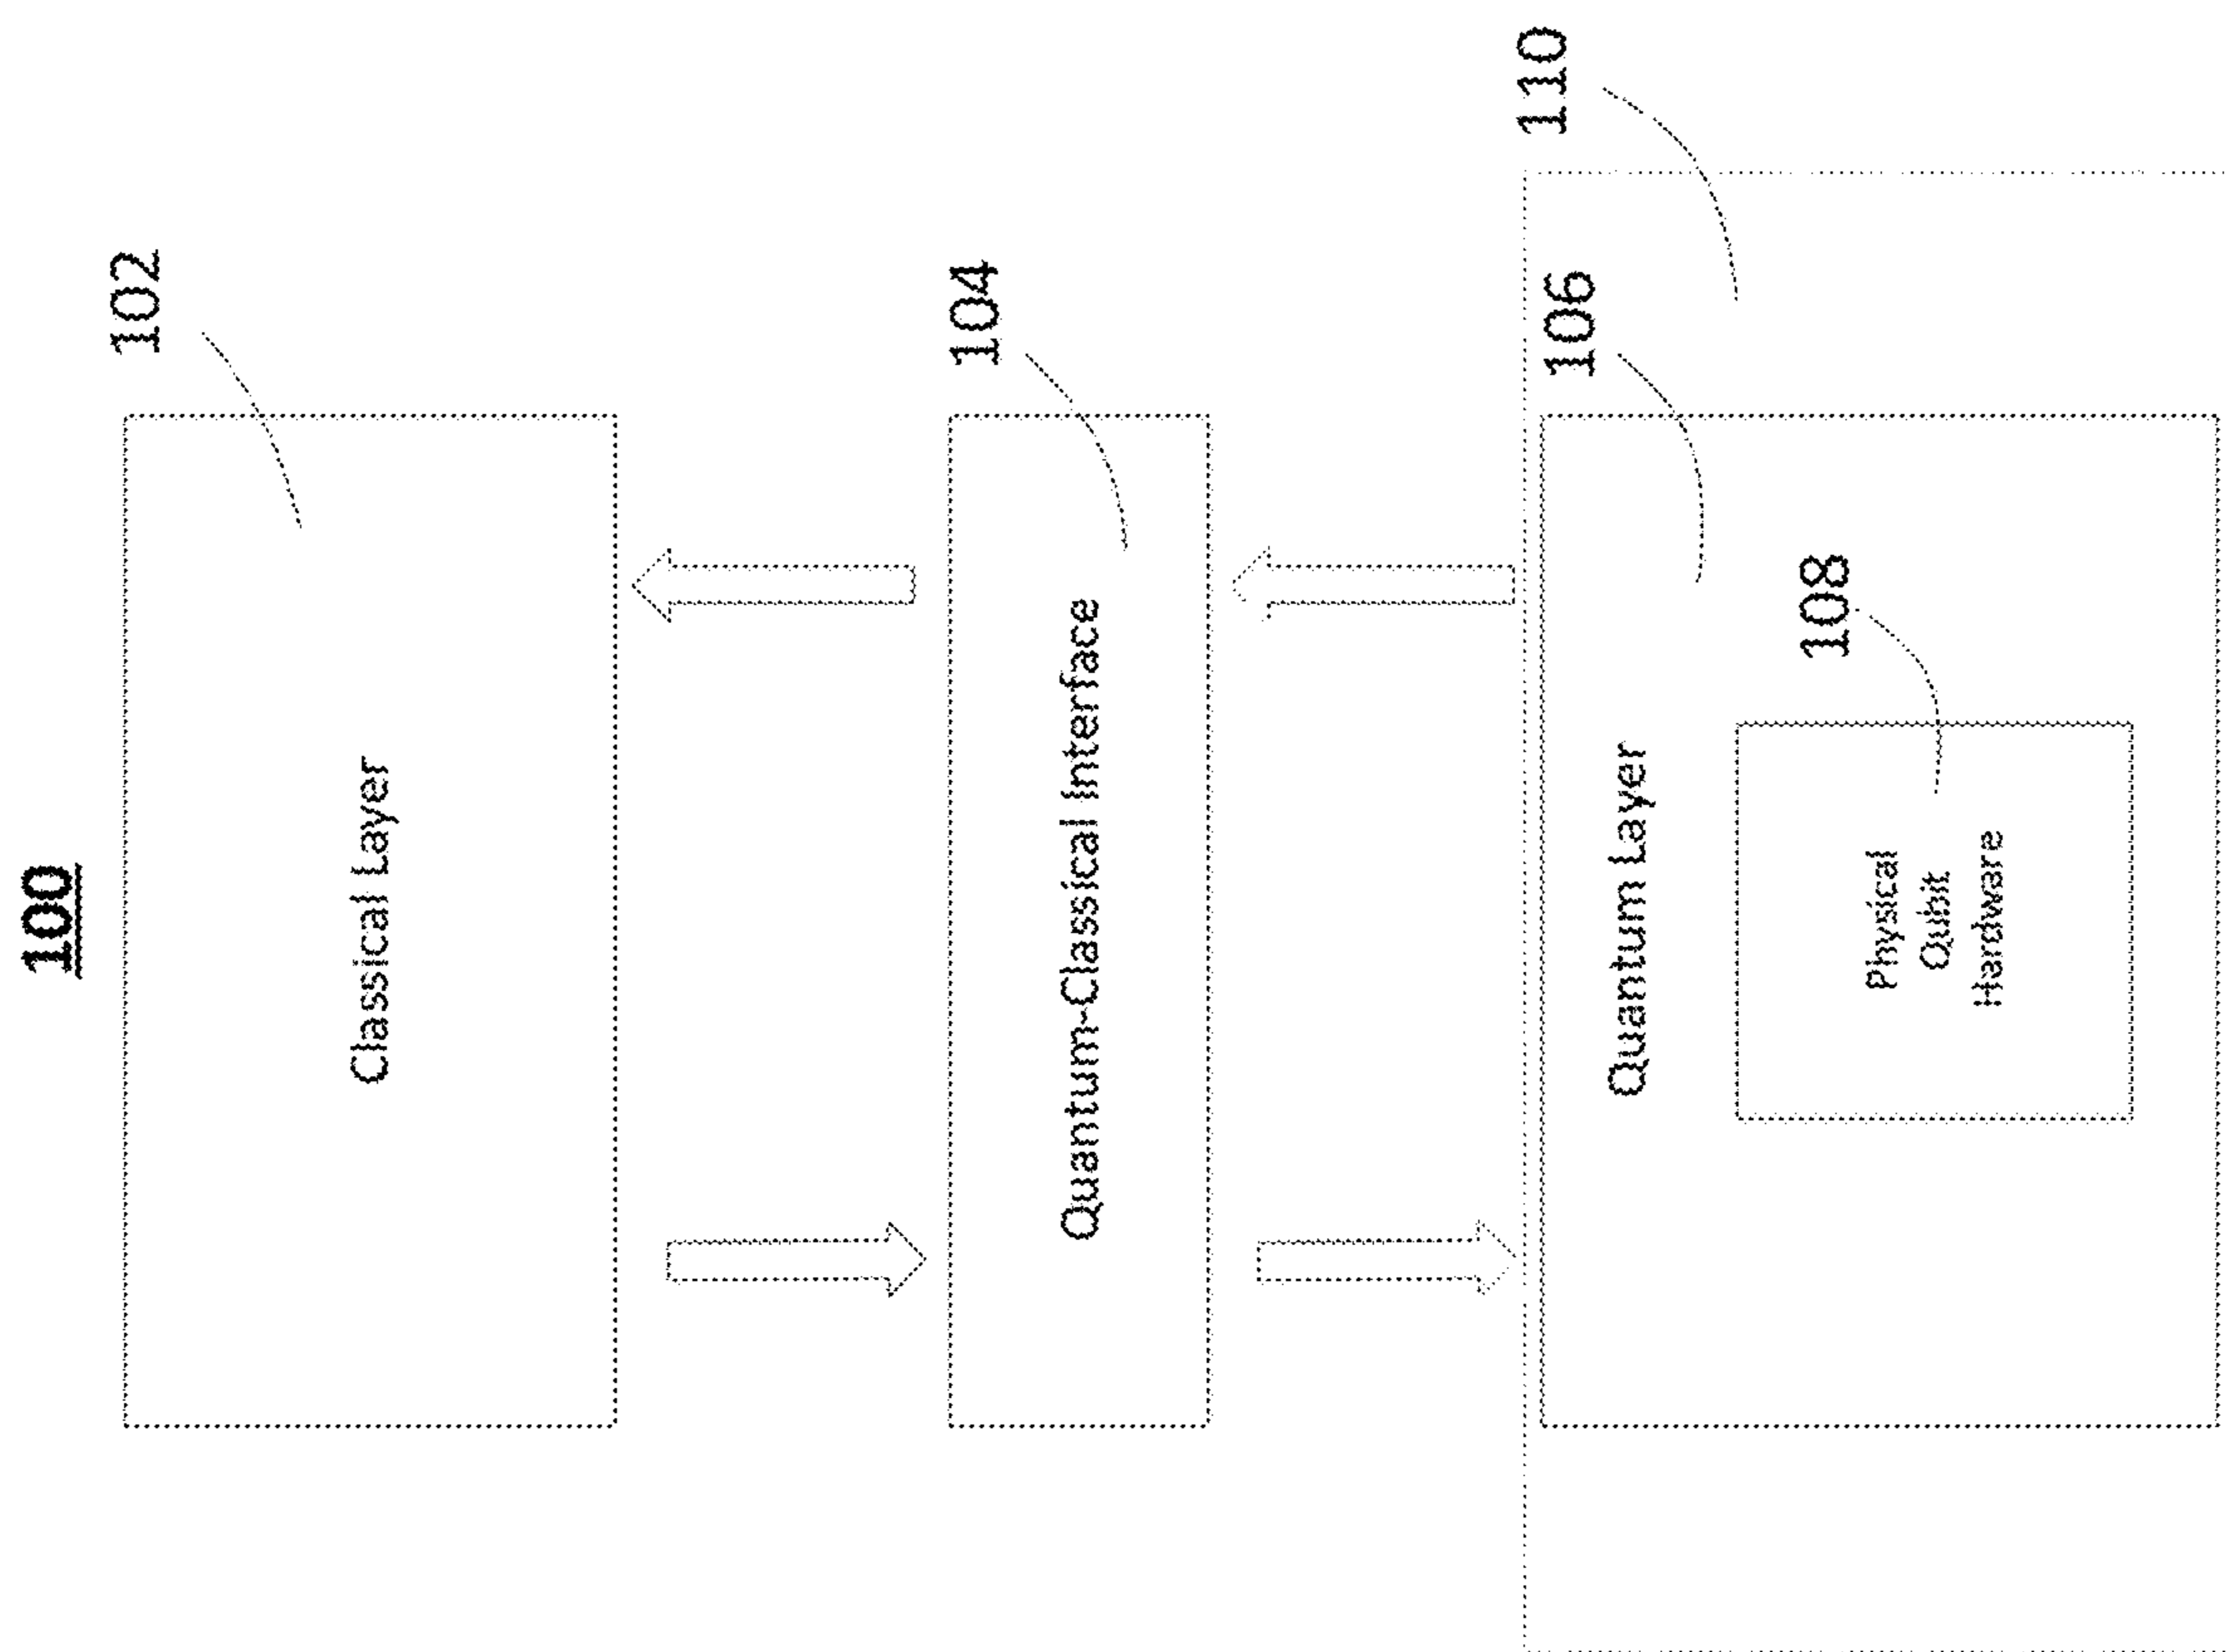 100
102
Classical Layer
104
Quantum-Classical Interface
110
106
Quantum Layer
108
Physical
Qubit
Hardware